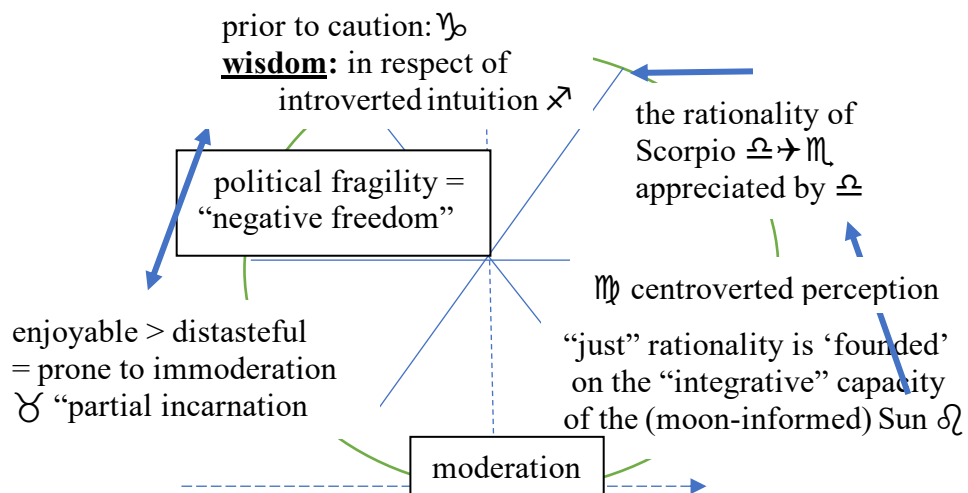 prior to caution: ♑
wisdom: in respect of
introverted intuition ♐
the rationality of
Scorpio ♎✈♏
appreciated by ♎
political fragility =
“negative freedom”
♍ centroverted perception
enjoyable > distasteful
= prone to immoderation
♉ “partial incarnation
“just” rationality is ‘founded’
on the “integrative” capacity
of the (moon-informed) Sun ♌
moderation